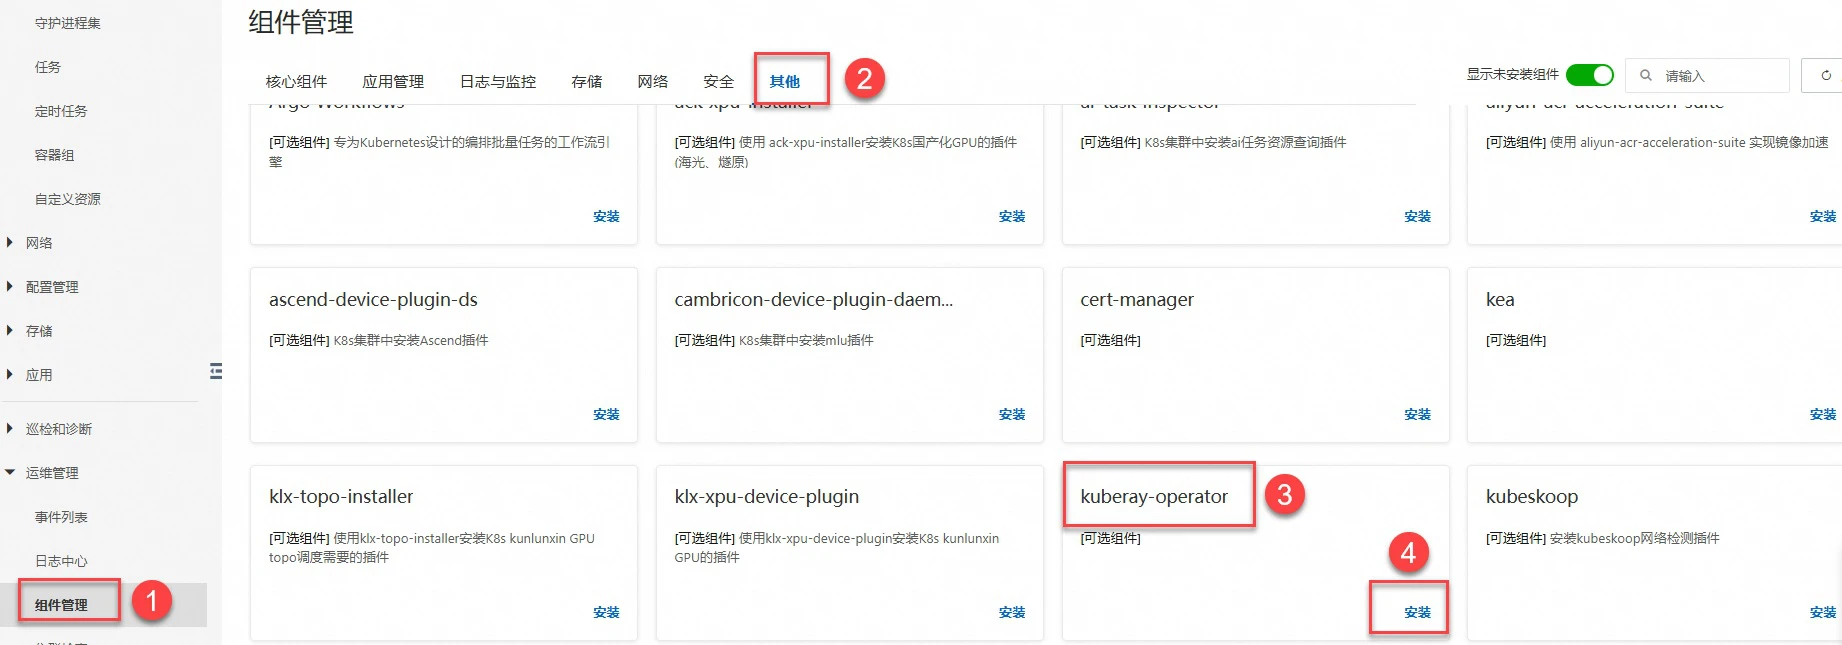 守护进程集
任务
定时任务
容器组
自定义资源
网络
配置管理
存储
应用
巡检和诊断
运维管理
事件列表
日志中心
组件管理
1
组件管理
核心组件 应用管理 日志与监控 存储 网络 安全 其他
2
显示未安装组件
请输入
Argo Workflows
[可选组件] 专为Kubernetes设计的编排批量任务的工作流引
擎
安装
ack-xpu-installer
[可选组件] 使用 ack-xpu-installer安装K8s国产化GPU的插件
(海光、燧原)
安装
ai-task-inspector
[可选组件] K8s集群中安装ai任务资源查询插件
安装
aliyun-acr-acceleration-suite
[可选组件] 使用 aliyun-acr-acceleration-suite 实现镜像加速
安装
ascend-device-plugin-ds
[可选组件] K8s集群中安装Ascend插件
安装
cambricon-device-plugin-daem...
[可选组件] K8s集群中安装mlu插件
安装
cert-manager
[可选组件]
安装
kea
[可选组件]
安装
klx-topo-installer
[可选组件] 使用klx-topo-installer安装K8s kunlunxin GPU
topo调度需要的插件
安装
klx-xpu-device-plugin
[可选组件] 使用klx-xpu-device-plugin安装K8s kunlunxin
GPU的插件
安装
kuberay-operator
3
[可选组件]
4
安装
kubeskoop
[可选组件] 安装kubeskoop网络检测插件
安装